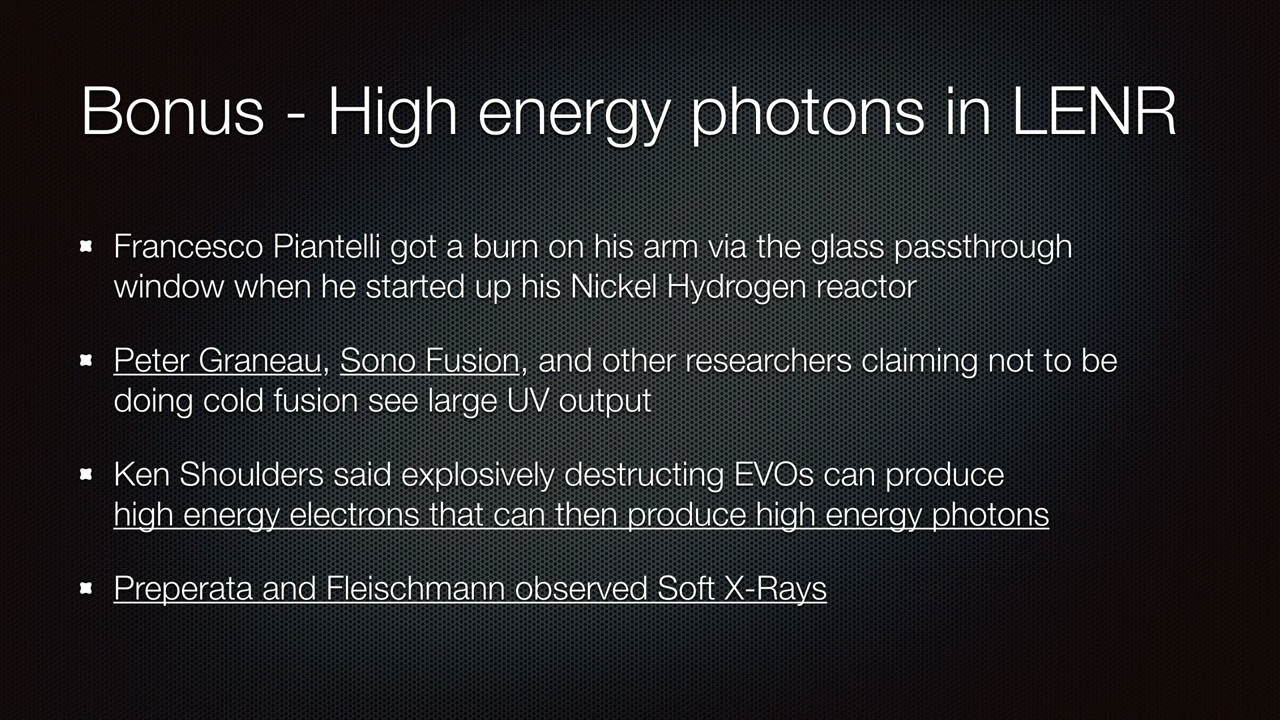 Bonus - High energy photons in LENR
Francesco Piantelli got a burn on his arm via the glass passthrough
window when he started up his Nickel Hydrogen reactor
Peter Graneau, Sono Fusion, and other researchers claiming not to be
doing cold fusion see large UV output
Ken Shoulders said explosively destructing EVOs can produce
high energy electrons that can then produce high energy photons
Preperata and Fleischmann observed Soft X-Rays